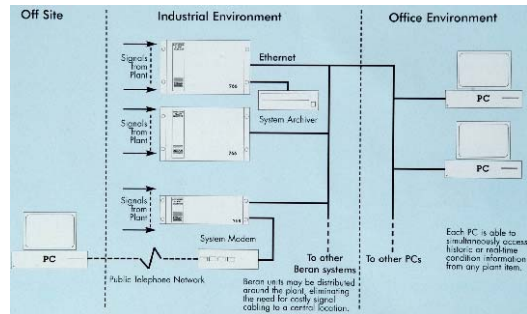 Off Site
Industrial Environment
Office Environment
Signals
from
Plant
Ethernet
766
System Archiver
PC
Signals
from
Plant
766
PC
Signals
from
Plant
System Modem
PC
Public Telephone Network
To other
Beran systems
To other PCs
Beran units may be distributed
around the plant, eliminating
the need for costly signal
cabling to a central location.
Each PC is able to
simultaneously access
historic or real-time
condition information
from any plant item.